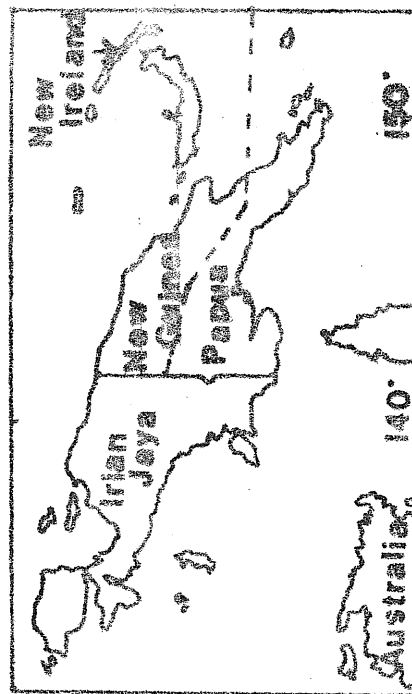 New
Ireland
New
Guinea
Papua
Irian
Jaya
Australia
140°
150°